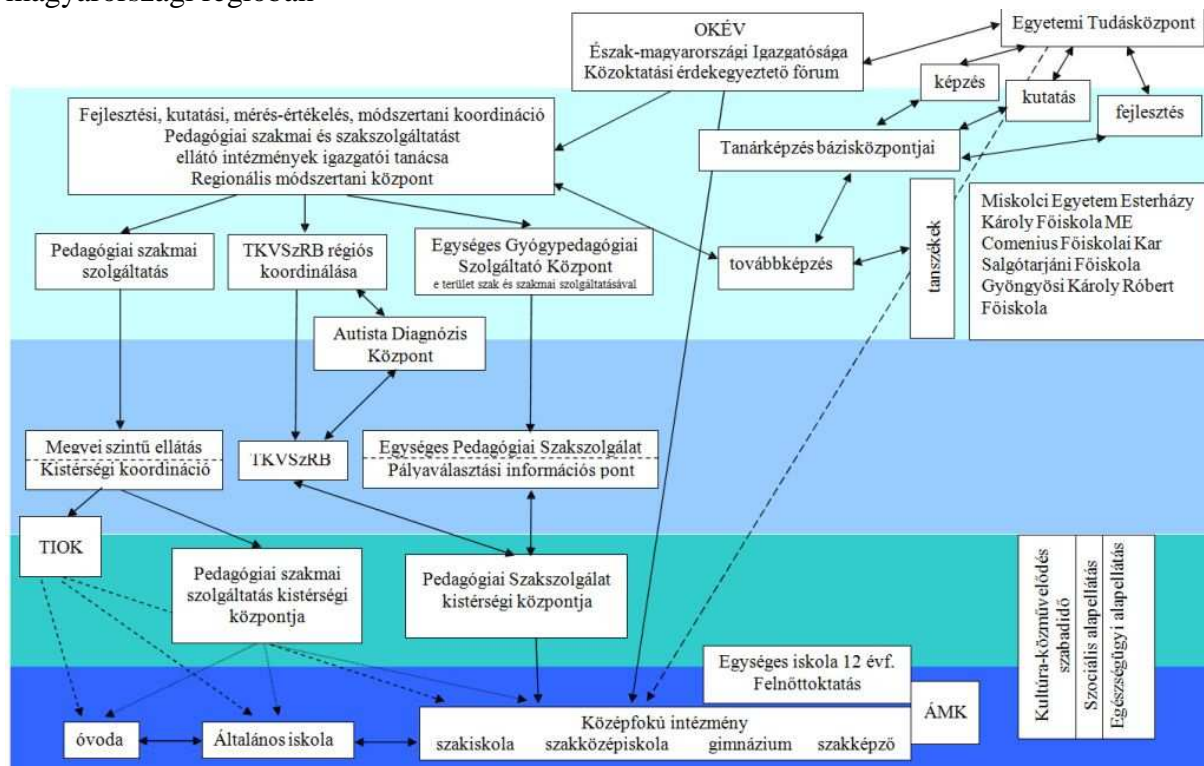 magyarországi régióban
OKÉV
Észak-magyarországi Igazgatósága
Közoktatási érdekegyeztető fórum
Egyetemi Tudásközpont
képzés
kutatás
fejlesztés
Fejlesztési, kutatási, mérés-értékelés, módszertani koordináció
Pedagógiai szakmai és szakszolgáltatást
ellátó intézmények igazgatói tanácsa
Regionális módszertani központ
Tanárképzés bázisközpontjai
Pedagógiai szakmai
szolgáltatás
TKVSzRB régiós
koordinálása
Egységes Gyógypedagógiai
Szolgáltató Központ
e terület szak és szakmai szolgáltatásával
továbbképzés
tanszékek
Miskolci Egyetem Esterházy
Károly Főiskola ME
Comenius Főiskolai Kar
Salgótarjáni Főiskola
Gyöngyösi Károly Róbert
Főiskola
Autista Diagnózis
Központ
Megyei szintű ellátás
Kistérségi koordináció
TKVSzRB
Egységes Pedagógiai Szakszolgálat
Pályaválasztási információs pont
TIOK
Pedagógiai szakmai
szolgáltatás kistérségi
központja
Pedagógiai Szakszolgálat
kistérségi központja
Kultúra-közművelődés
szabadidő
Szociális alapellátás
Egészségügyi alapellátás
Egységes iskola 12 évf.
Felnőttoktatás
ÁMK
óvoda
Általános iskola
Középfokú intézmény
szakiskola szakközépiskola gimnázium szakképző